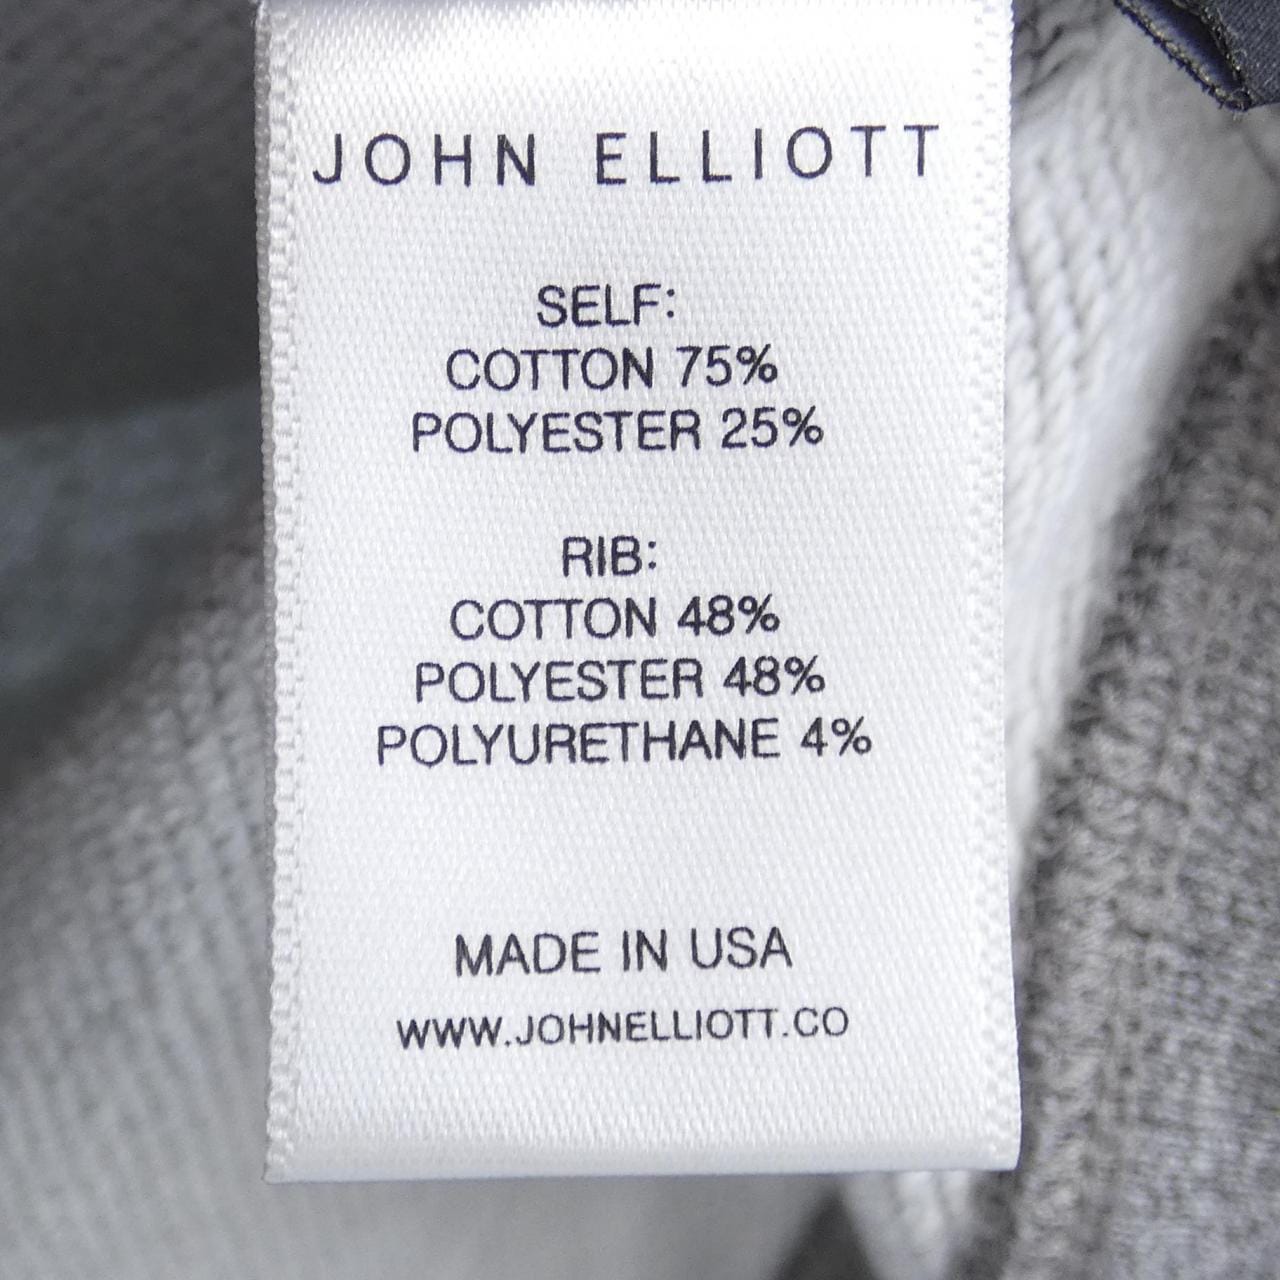 JOHN ELLIOTT
SELF:
COTTON 75%
POLYESTER 25%
RIB:
COTTON 48%
POLYESTER 48%
POLYURETHANE 4%
MADE IN USA
WWW.JOHNELLIOTT.CO